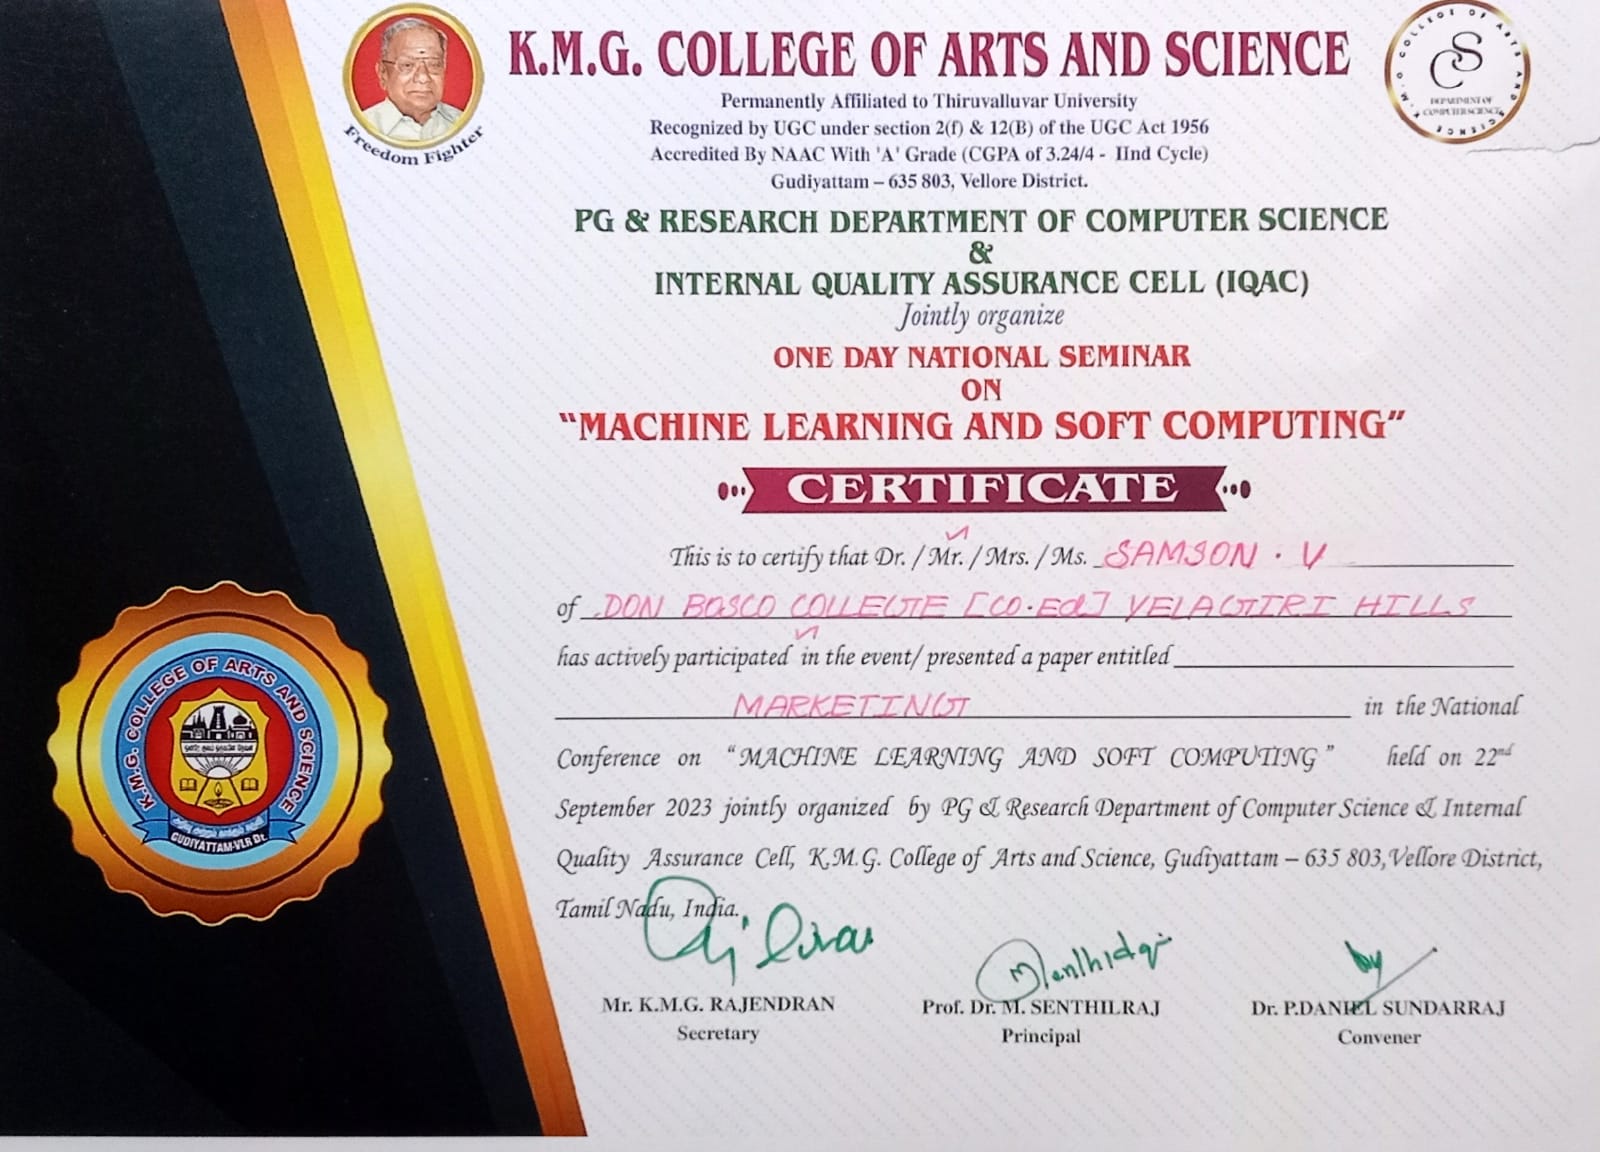 Freedom Fighter
K.M.G. COLLEGE OF ARTS AND SCIENCE
K.M.G COLLEGE OF ARTS AND SCIENCE
CS
DEPARTMENT OF
COMPUTER SCIENCE
Permanently Affiliated to Thiruvalluvar University
Recognized by UGC under section 2(f) & 12(B) of the UGC Act 1956
Accredited By NAAC With 'A' Grade (CGPA of 3.24/4 - IInd Cycle)
Gudiyattam – 635 803, Vellore District.
PG & RESEARCH DEPARTMENT OF COMPUTER SCIENCE
&
INTERNAL QUALITY ASSURANCE CELL (IQAC)
Jointly organize
ONE DAY NATIONAL SEMINAR
ON
“MACHINE LEARNING AND SOFT COMPUTING”
CERTIFICATE
This is to certify that Dr. / Mr. / Mrs. / Ms. SAMSON . V
of DON BOSCO COLLEGE [CO.Ed] YELAGIRI HILLS
has actively participated in the event/ presented a paper entitled
MARKETING in the National
Conference on “MACHINE LEARNING AND SOFT COMPUTING” held on 22nd
September 2023 jointly organized by PG & Research Department of Computer Science & Internal
Quality Assurance Cell, K.M.G. College of Arts and Science, Gudiyattam – 635 803, Vellore District,
Tamil Nadu, India.
K.M.G. COLLEGE OF ARTS AND SCIENCE
GUDIYATTAM-VLR Dt.
Mr. K.M.G. RAJENDRAN
Secretary
Prof. Dr. M. SENTHILRAJ
Principal
Dr. P.DANIEL SUNDARRAJ
Convener